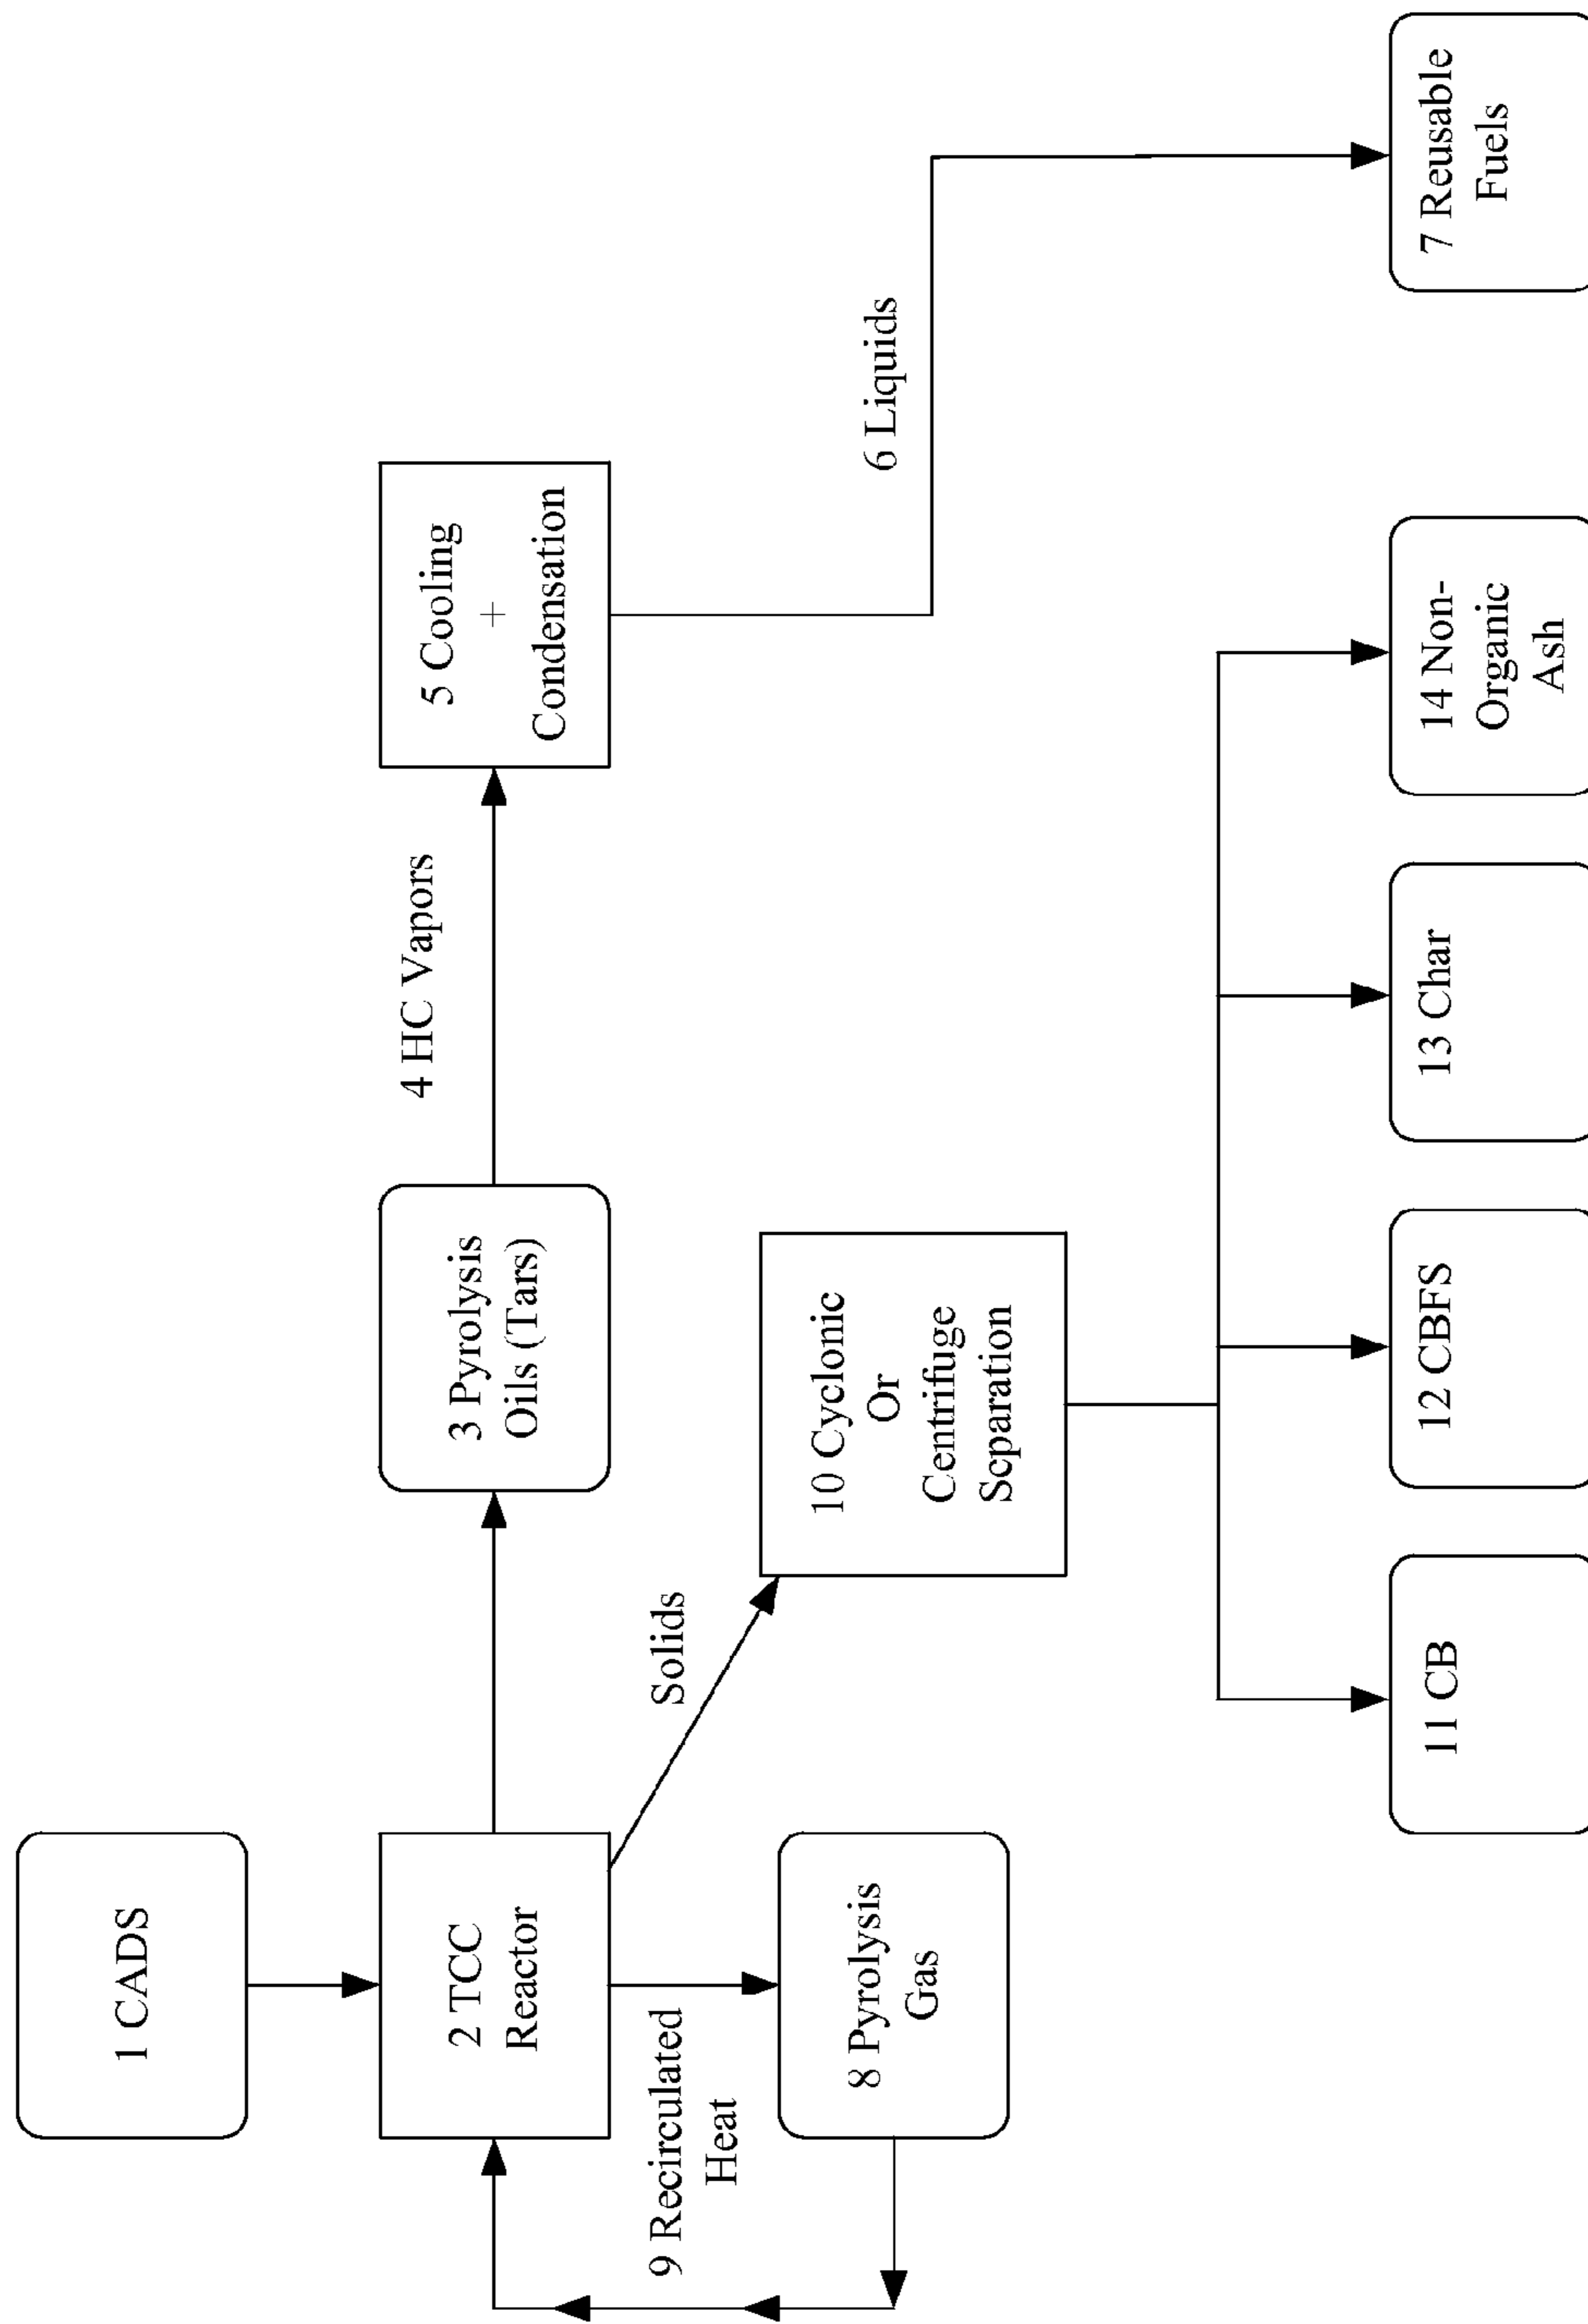 1 CADS
2 TCC
Reactor
3 Pyrolysis
Oils (Tars)
4 HC Vapors
5 Cooling
+
Condensation
6 Liquids
7 Reusable
Fuels
8 Pyrolysis
Gas
9 Recirculated
Heat
Solids
10 Cyclonic
Or
Centrifuge
Separation
11 CB
12 CBFS
13 Char
14 Non-
Organic
Ash